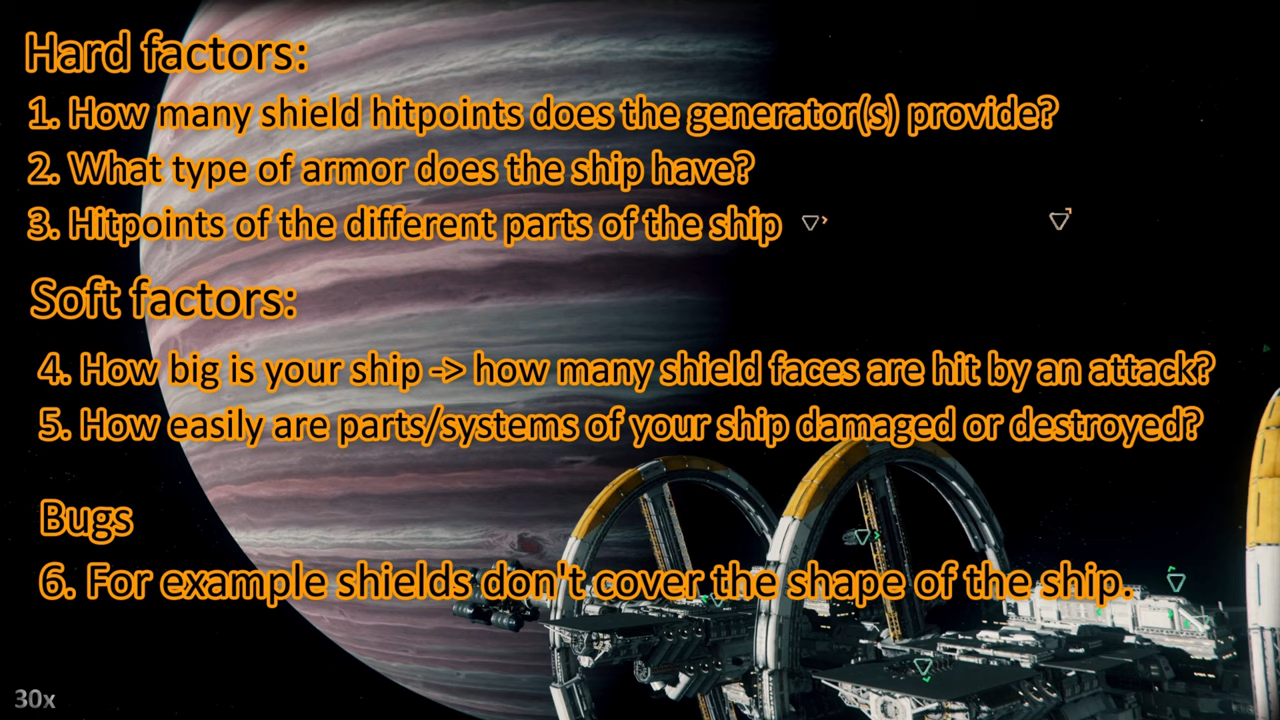 Hard factors:
1. How many shield hitpoints does the generator(s) provide?
2. What type of armor does the ship have?
3. Hitpoints of the different parts of the ship
Soft factors:
4. How big is your ship -> how many shield faces are hit by an attack?
5. How easily are parts/systems of your ship damaged or destroyed?
Bugs
6. For example shields don't cover the shape of the ship.
30x